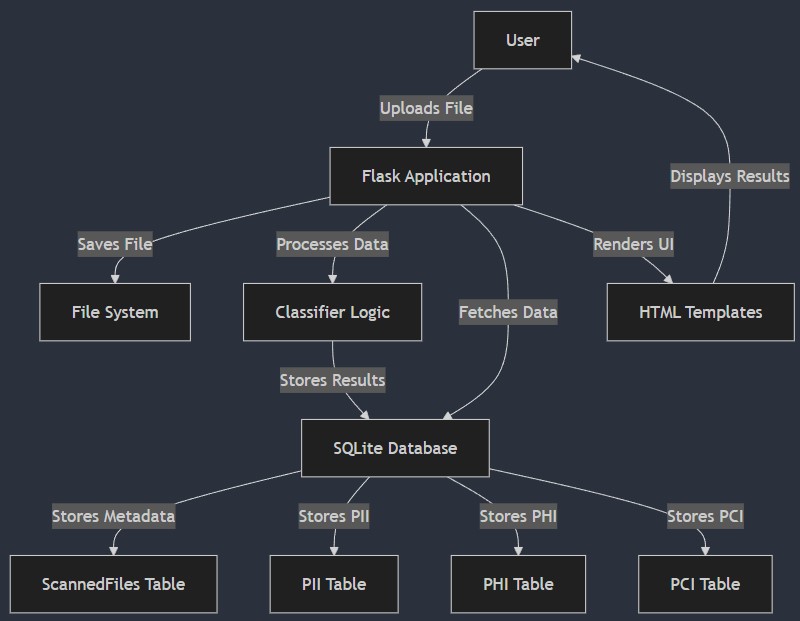 User
Uploads File
Flask Application
Displays Results
Saves File
Processes Data
Renders UI
File System
Classifier Logic
Fetches Data
HTML Templates
Stores Results
SQLite Database
Stores Metadata
Stores PII
Stores PHI
Stores PCI
ScannedFiles Table
PII Table
PHI Table
PCI Table